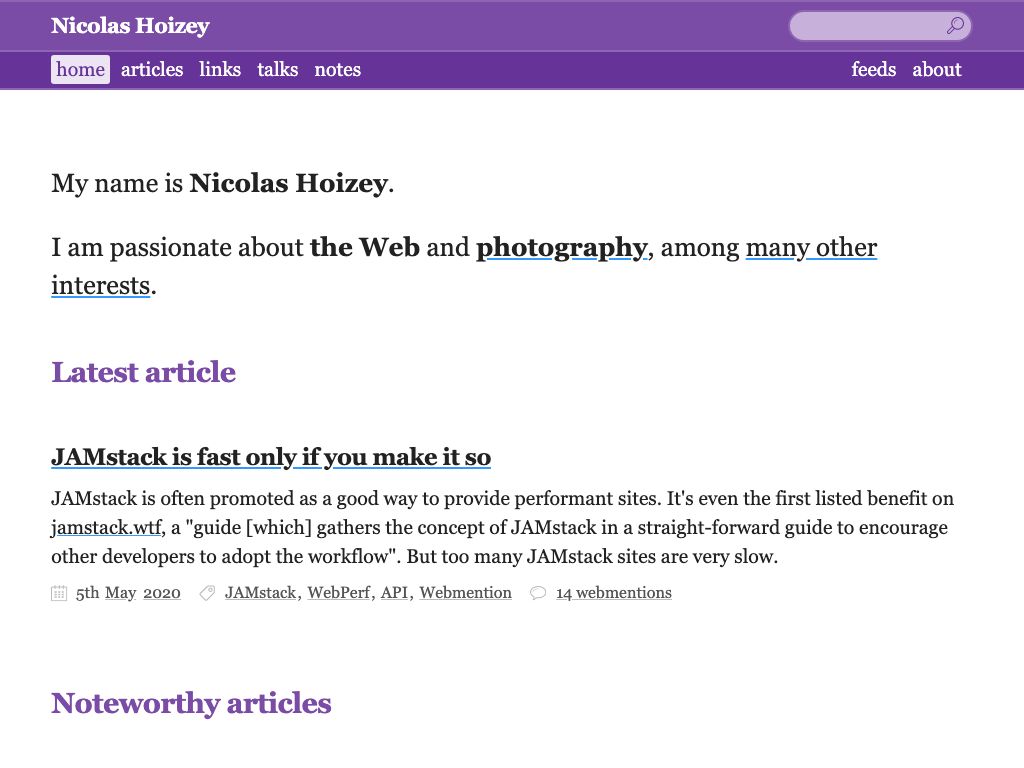 Nicolas Hoizey
home articles links talks notes feeds about
My name is Nicolas Hoizey.
I am passionate about the Web and photography, among many other
interests.
Latest article
JAMstack is fast only if you make it so
JAMstack is often promoted as a good way to provide performant sites. It's even the first listed benefit on
jamstack.wtf, a "guide [which] gathers the concept of JAMstack in a straight-forward guide to encourage
other developers to adopt the workflow". But too many JAMstack sites are very slow.
5th May 2020 JAMstack, WebPerf, API, Webmention 14 webmentions
Noteworthy articles